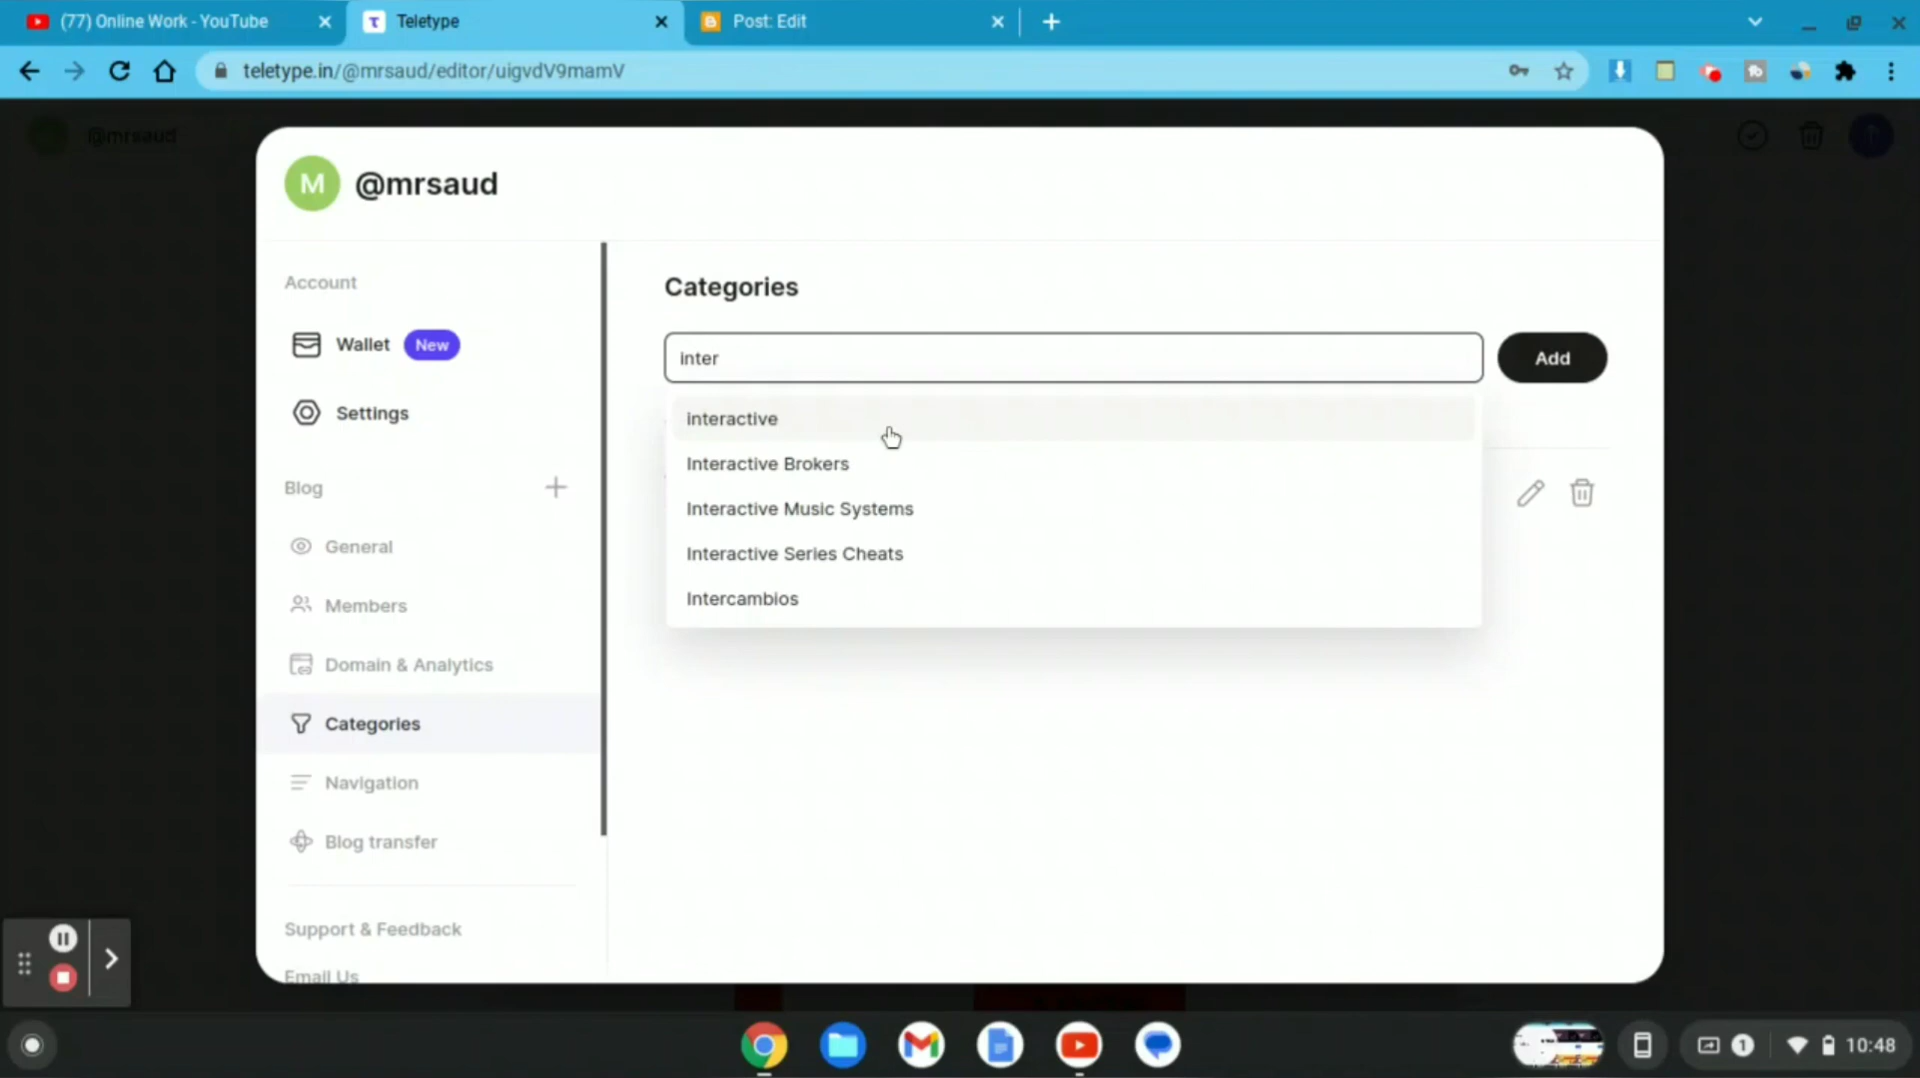 (77) Online Work - YouTube
Teletype
Post: Edit
teletype.in/@mrsaud/editor/uigvdV9mamV
@mrsaud
M @mrsaud
Account
Wallet New
Settings
Blog
General
Members
Domain & Analytics
Categories
Navigation
Blog transfer
Support & Feedback
Email Us
Categories
inter
Add
interactive
Interactive Brokers
Interactive Music Systems
Interactive Series Cheats
Intercambios
1
10:48